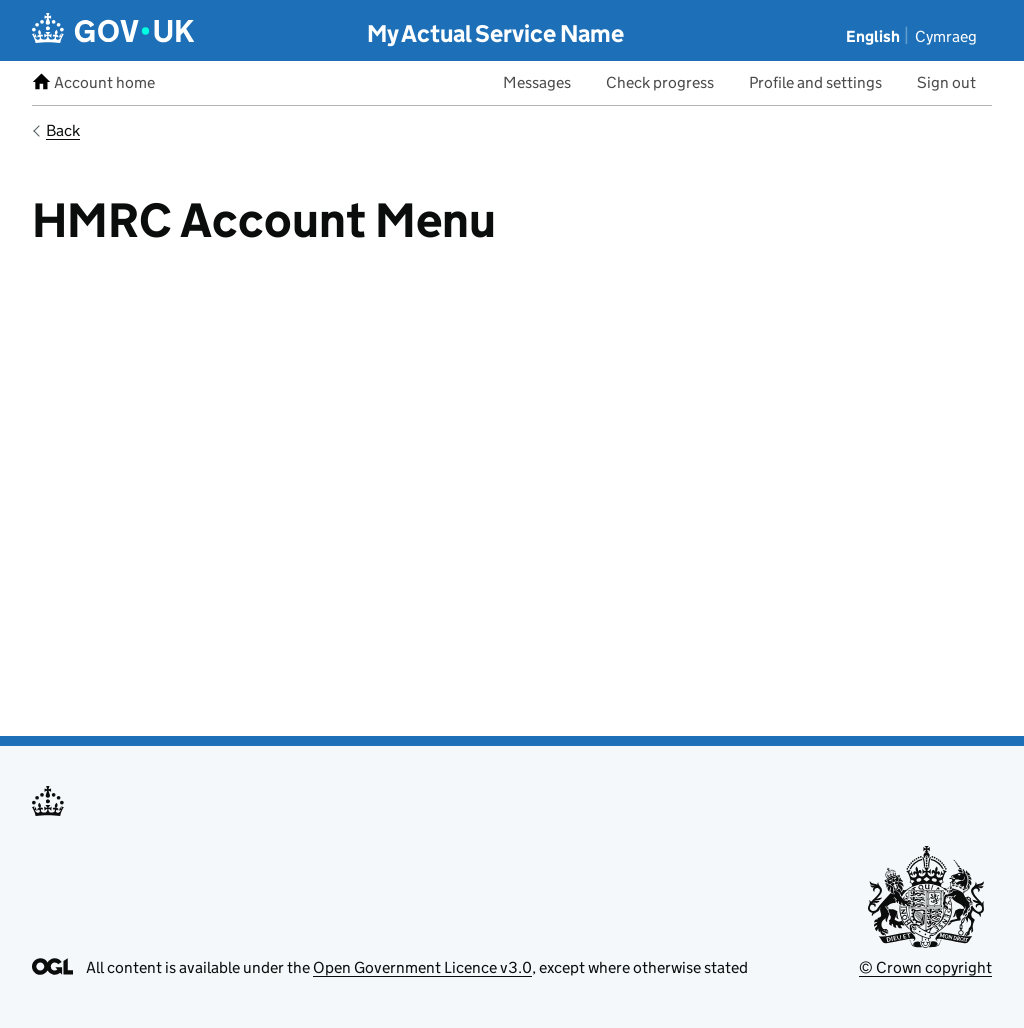 GOV•UK My Actual Service Name English | Cymraeg
Account home Messages Check progress Profile and settings Sign out
Back
HMRC Account Menu
OGL All content is available under the Open Government Licence v3.0, except where otherwise stated © Crown copyright